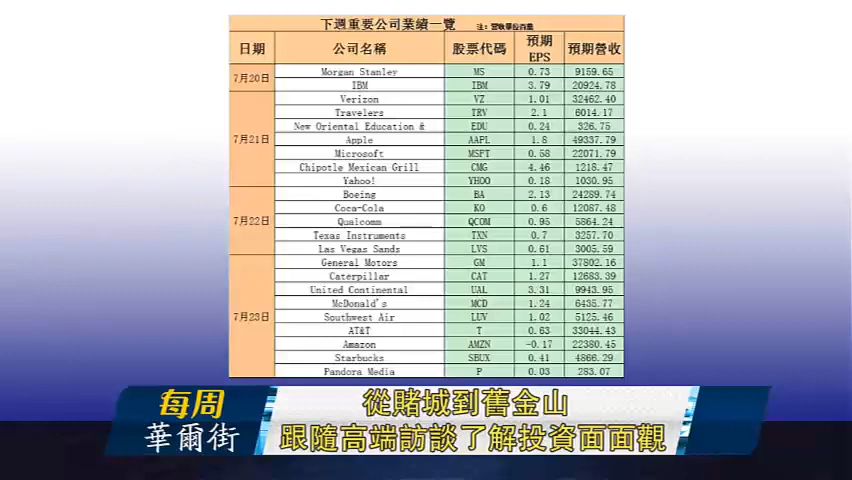 下週重要公司業績一覽 注：營收單位百萬
日期 公司名稱 股票代碼 預期EPS 預期營收
7月20日 Morgan Stanley MS 0.73 9159.65
IBM IBM 3.79 20924.78
7月21日 Verizon VZ 1.01 32462.40
Travelers TRV 2.1 6014.17
New Oriental Education & EDU 0.24 326.75
Apple AAPL 1.8 49337.79
Microsoft MSFT 0.58 22071.79
Chipotle Mexican Grill CMG 4.46 1218.47
Yahoo! YHOO 0.18 1030.95
7月22日 Boeing BA 2.13 24289.74
Coca-Cola KO 0.6 12087.48
Qualcomm QCOM 0.95 5864.24
Texas Instruments TXN 0.7 3257.70
Las Vegas Sands LVS 0.61 3005.59
7月23日 General Motors GM 1.1 37802.16
Caterpillar CAT 1.27 12683.39
United Continental UAL 3.31 9943.95
McDonald's MCD 1.24 6435.77
Southwest Air LUV 1.02 5125.46
AT&T T 0.63 33044.43
Amazon AMZN -0.17 22380.45
Starbucks SBUX 0.41 4866.29
Pandora Media P 0.03 283.07
每周
華爾街
從賭城到舊金山
跟隨高端訪談了解投資面面觀